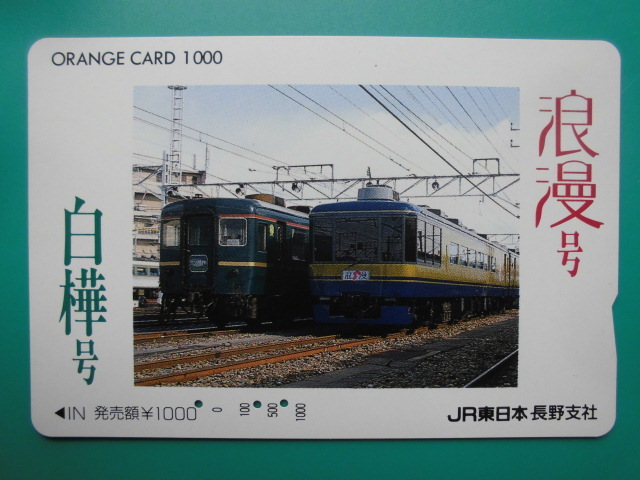 ORANGE CARD 1000
浪漫号
白樺号
◀IN 発売額¥1000
0 100 500 1000
JR東日本 長野支社